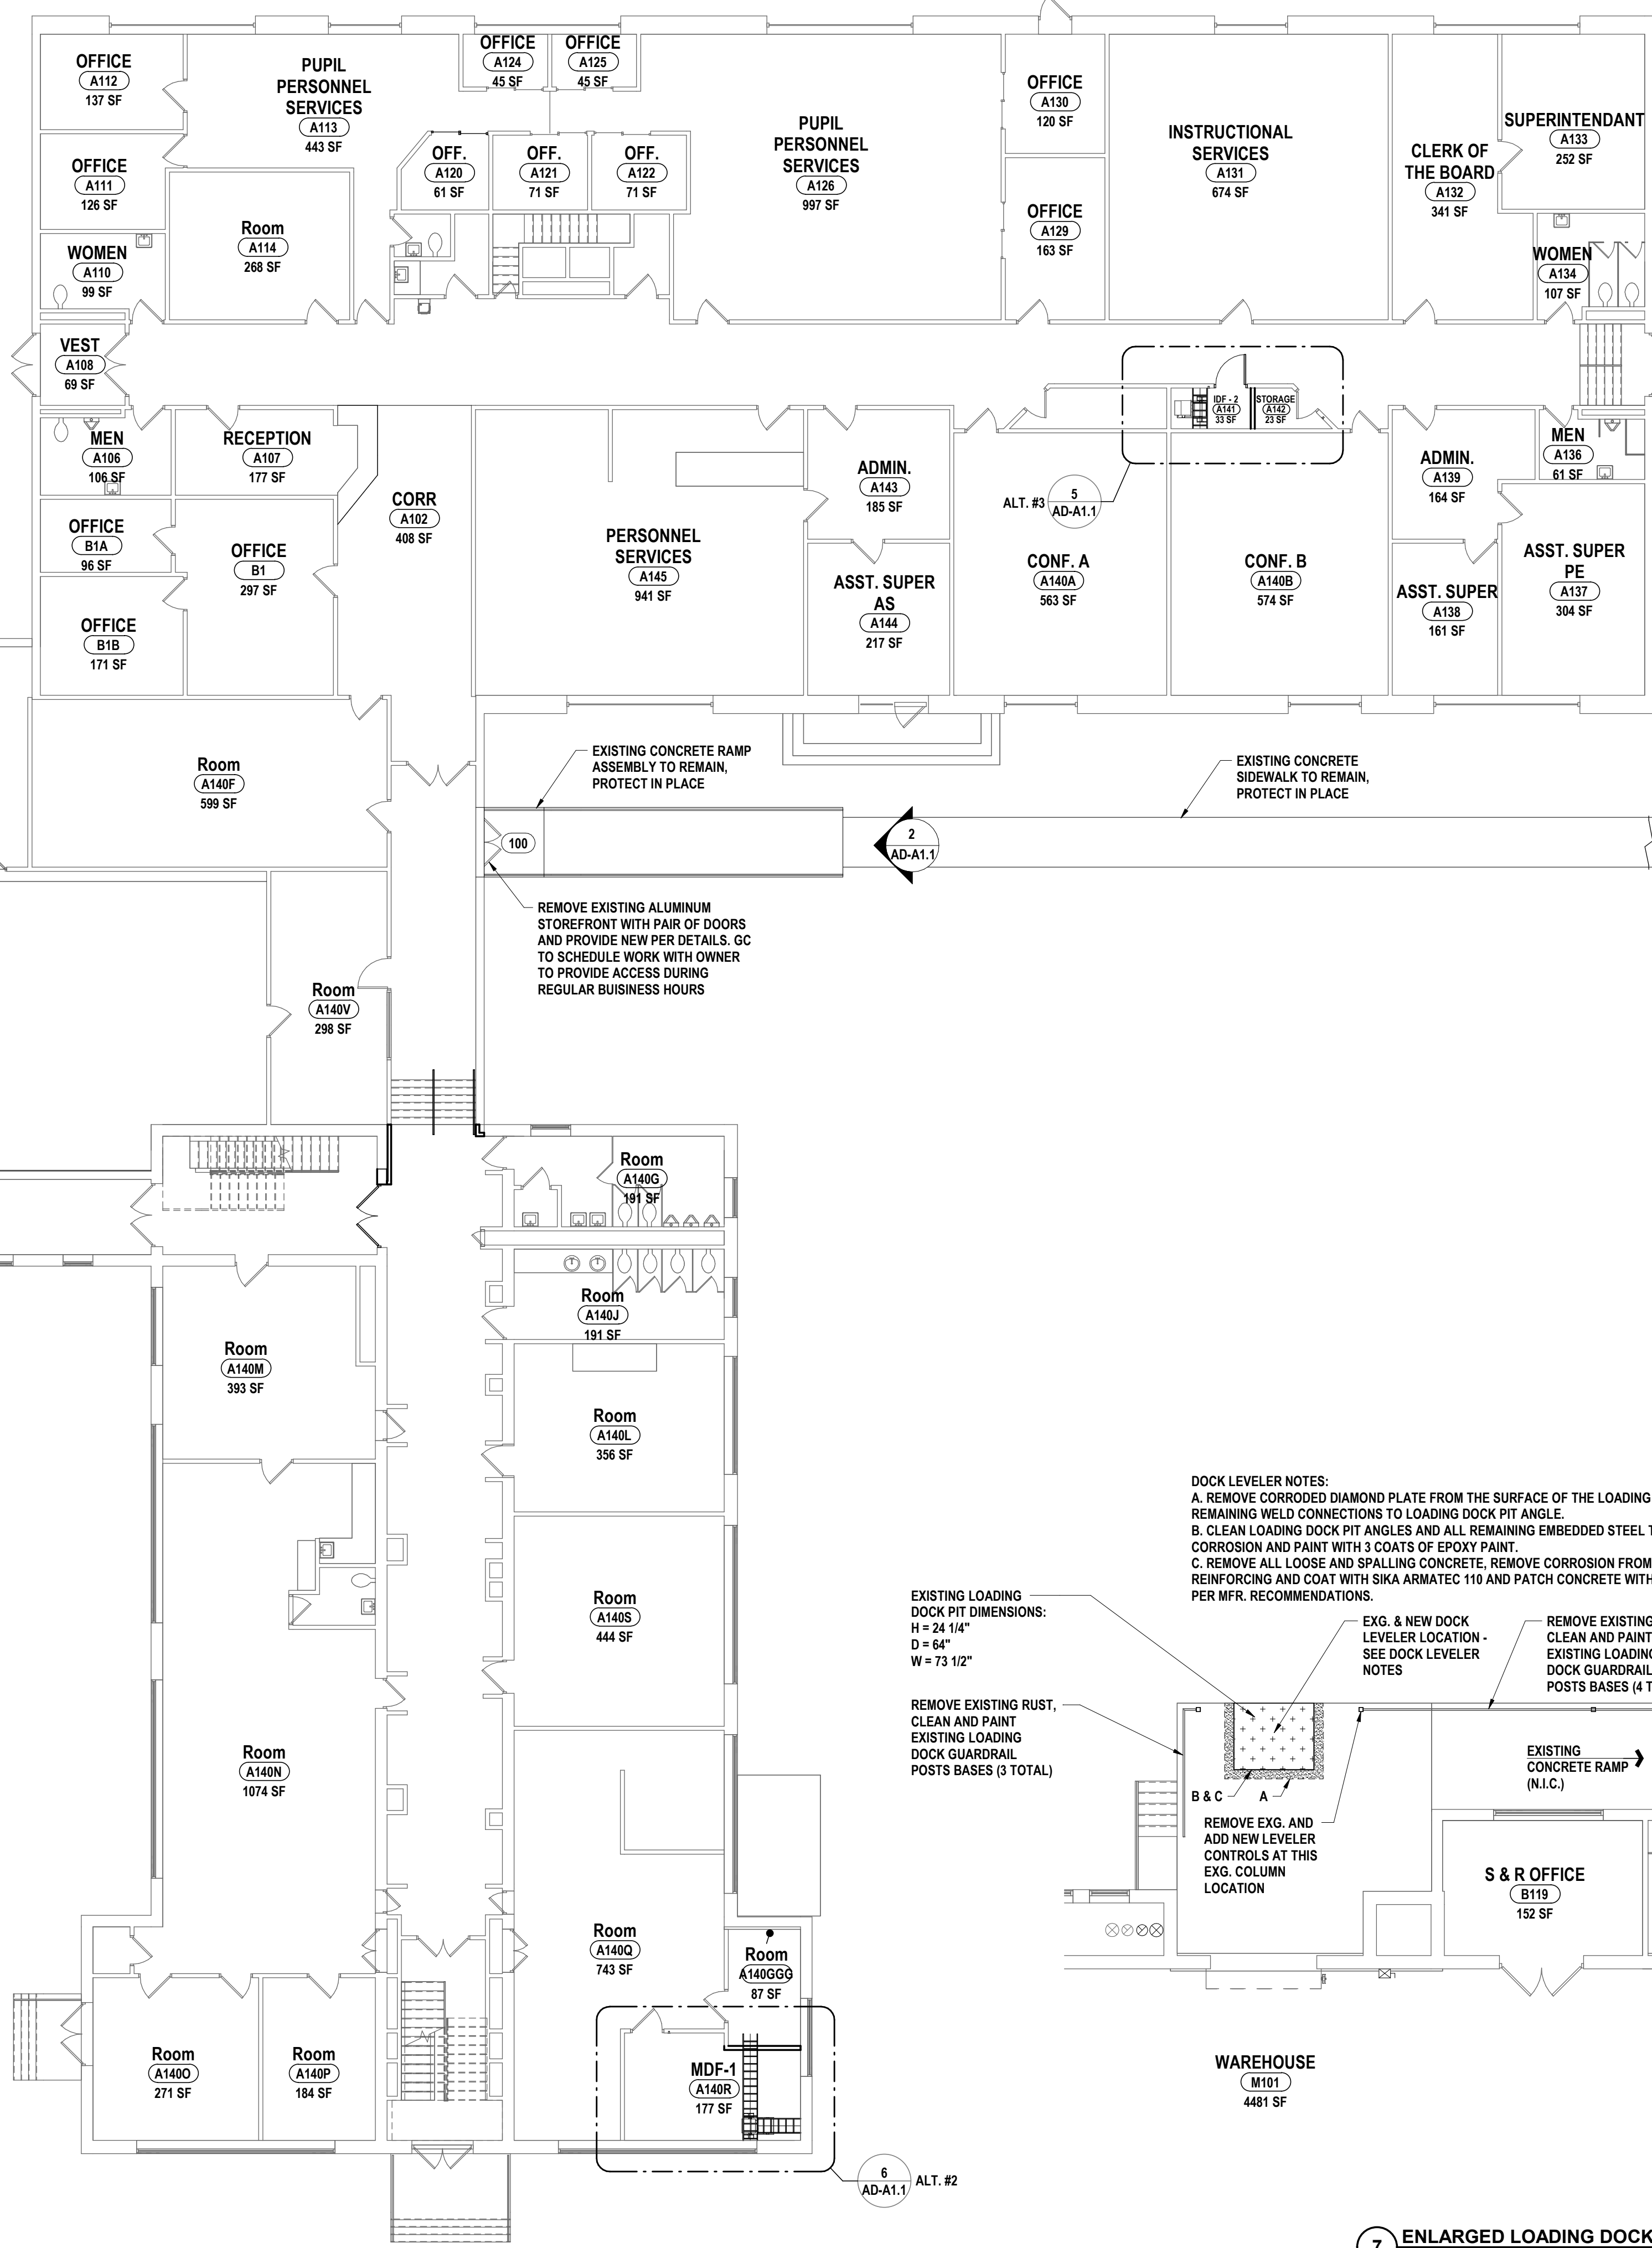 OFFICE
A112
137 SF
PUPIL
PERSONNEL
SERVICES
A113
443 SF
OFFICE
A124
45 SF
OFFICE
A125
45 SF
PUPIL
PERSONNEL
SERVICES
A126
997 SF
OFFICE
A130
120 SF
INSTRUCTIONAL
SERVICES
A131
674 SF
CLERK OF
THE BOARD
A132
341 SF
SUPERINTENDANT
A133
252 SF
OFFICE
A111
126 SF
OFF.
A120
61 SF
OFF.
A121
71 SF
OFF.
A122
71 SF
Room
A114
268 SF
OFFICE
A129
163 SF
WOMEN
A110
99 SF
WOMEN
A134
107 SF
VEST
A108
69 SF
IDF - 2
A141
33 SF
STORAGE
A142
23 SF
MEN
A106
106 SF
RECEPTION
A107
177 SF
CORR
A102
408 SF
PERSONNEL
SERVICES
A145
941 SF
ADMIN.
A143
185 SF
ALT. #3
5
AD-A1.1
ADMIN.
A139
164 SF
MEN
A136
61 SF
OFFICE
B1A
96 SF
OFFICE
B1
297 SF
OFFICE
B1B
171 SF
ASST. SUPER
AS
A144
217 SF
CONF. A
A140A
563 SF
CONF. B
A140B
574 SF
ASST. SUPER
A138
161 SF
ASST. SUPER
PE
A137
304 SF
Room
A140F
599 SF
EXISTING CONCRETE RAMP
ASSEMBLY TO REMAIN,
PROTECT IN PLACE
EXISTING CONCRETE
SIDEWALK TO REMAIN,
PROTECT IN PLACE
100
2
AD-A1.1
REMOVE EXISTING ALUMINUM
STOREFRONT WITH PAIR OF DOORS
AND PROVIDE NEW PER DETAILS. GC
TO SCHEDULE WORK WITH OWNER
TO PROVIDE ACCESS DURING
REGULAR BUISINESS HOURS
Room
A140V
298 SF
Room
A140G
191 SF
Room
A140J
191 SF
Room
A140M
393 SF
Room
A140L
356 SF
Room
A140S
444 SF
Room
A140N
1074 SF
Room
A140Q
743 SF
Room
A140GGG
87 SF
Room
A140O
271 SF
Room
A140P
184 SF
MDF-1
A140R
177 SF
6
AD-A1.1
ALT. #2
DOCK LEVELER NOTES:
A. REMOVE CORRODED DIAMOND PLATE FROM THE SURFACE OF THE LOADING
REMAINING WELD CONNECTIONS TO LOADING DOCK PIT ANGLE.
B. CLEAN LOADING DOCK PIT ANGLES AND ALL REMAINING EMBEDDED STEEL T
CORROSION AND PAINT WITH 3 COATS OF EPOXY PAINT.
C. REMOVE ALL LOOSE AND SPALLING CONCRETE, REMOVE CORROSION FROM
REINFORCING AND COAT WITH SIKA ARMATEC 110 AND PATCH CONCRETE WITH
PER MFR. RECOMMENDATIONS.
EXISTING LOADING
DOCK PIT DIMENSIONS:
H = 24 1/4"
D = 64"
W = 73 1/2"
EXG. & NEW DOCK
LEVELER LOCATION -
SEE DOCK LEVELER
NOTES
REMOVE EXISTING
CLEAN AND PAINT
EXISTING LOADING
DOCK GUARDRAIL
POSTS BASES (4 T
REMOVE EXISTING RUST,
CLEAN AND PAINT
EXISTING LOADING
DOCK GUARDRAIL
POSTS BASES (3 TOTAL)
EXISTING
CONCRETE RAMP
(N.I.C.)
B & C
A
REMOVE EXG. AND
ADD NEW LEVELER
CONTROLS AT THIS
EXG. COLUMN
LOCATION
S & R OFFICE
B119
152 SF
WAREHOUSE
M101
4481 SF
7
ENLARGED LOADING DOCK